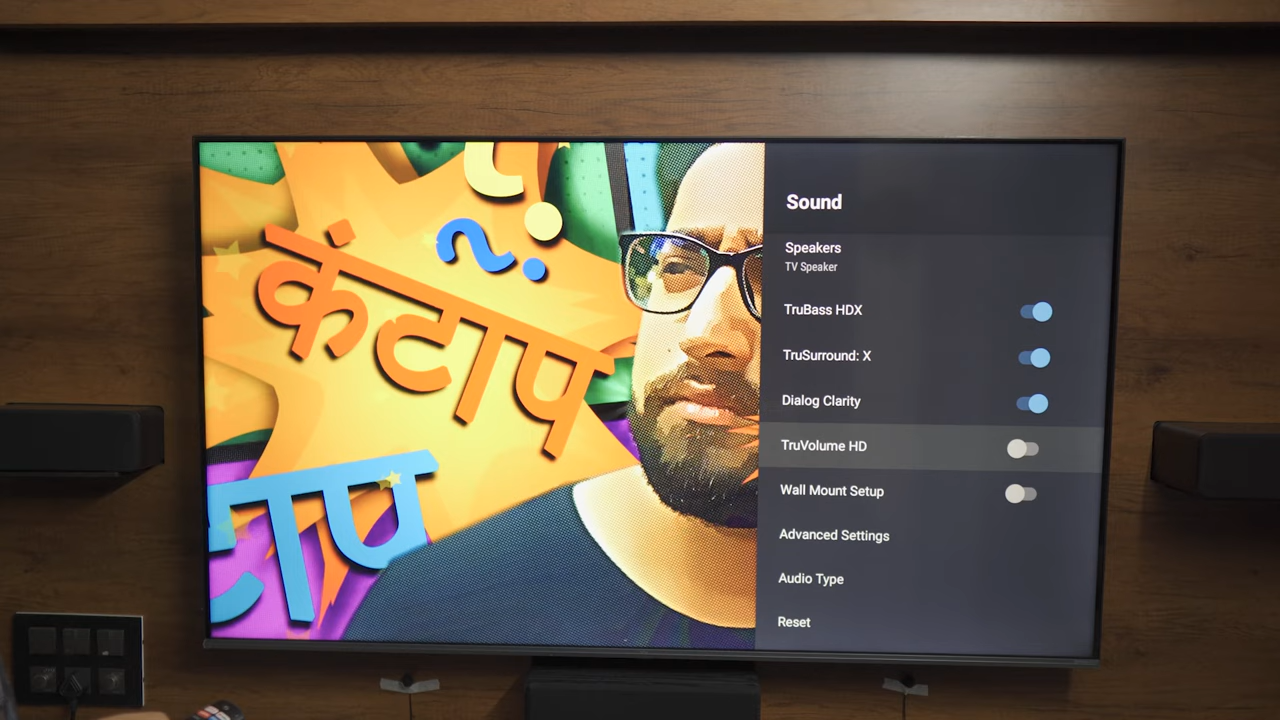 कंटाप
टाप
Sound
Speakers
TV Speaker
TruBass HDX
TruSurround: X
Dialog Clarity
TruVolume HD
Wall Mount Setup
Advanced Settings
Audio Type
Reset